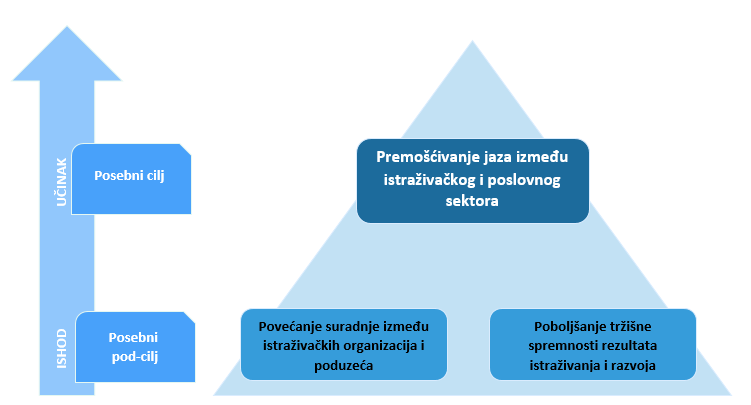 UČINAK
Posebni cilj
Premošćivanje jaza između
istraživačkog i poslovnog
sektora
ISHOD
Posebni
pod-cilj
Povećanje suradnje između
istraživačkih organizacija i
poduzeća
Poboljšanje tržišne
spremnosti rezultata
istraživanja i razvoja